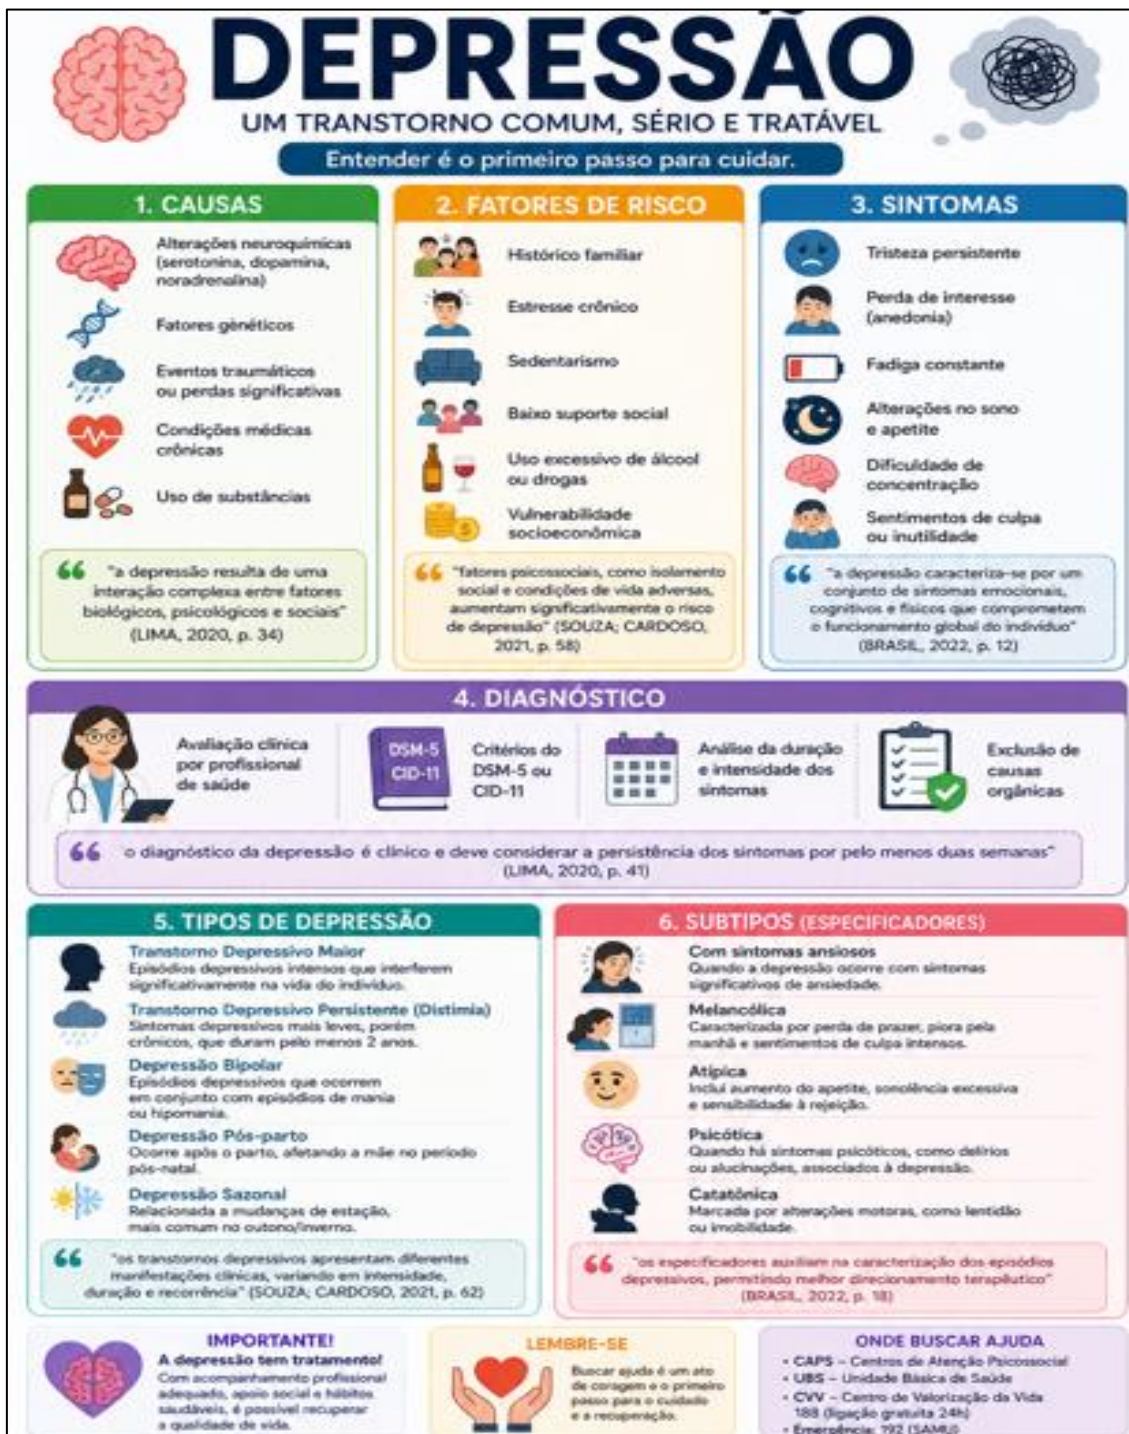 DEPRESSÃO
UM TRANSTORNO COMUM, SÉRIO E TRATÁVEL
Entender é o primeiro passo para cuidar.
1. CAUSAS
Alterações neuroquímicas
(serotonina, dopamina,
noradrenalina)
Fatores gènéticos
Eventos traumáticos
ou perdas significativas
Condições médicas
crônicas
Uso de substâncias
“a depressão resulta de uma
interação complexa entre fatores
biológicos, psicológicos e sociais”
(LIMA, 2020, p. 34)
2. FATORES DE RISCO
Histórico familiar
Estresse crônico
Sedentarismo
Baixo suporte social
Uso excessivo de álcool
ou drogas
Vulnerabilidade
socioeconômica
“fatores psicossociais, como isolamento
social e condições de vida adversas,
aumentam significativamente o risco
de depressão” (SOUZA; CARDOSO,
2021, p. 58)
3. SINTOMAS
Tristeza persistente
Perda de interesse
(anedonia)
Fadiga constante
Alterações no sono
e apetite
Dificuldade de
concentração
Sentimentos de culpa
ou inutilidade
“a depressão caracteriza-se por um
conjunto de sintomas emocionais,
cognitivos e físicos que comprometem
o funcionamento global do indivíduo”
(BRASIL, 2022, p. 12)
4. DIAGNÓSTICO
Avaliação clínica
por profissional
de saúde
DSM-5
CID-11
Critérios do
DSM-5 ou
CID-11
Análise da duração
e intensidade dos
sintomas
Exclusão de
causas
orgânicas
“o diagnóstico da depressão é clínico e deve considerar a persistência dos sintomas por pelo menos duas semanas”
(LIMA, 2020, p. 41)
5. TIPOS DE DEPRESSÃO
Transtorno Depressivo Maior
Episódios depressivos intensos que interferem
significativamente na vida do indivíduo.
Transtorno Depressivo Persistente (Distimia)
Sintomas depressivos mais leves, porém
crônicos, que duram pelo menos 2 anos.
Depressão Bipolar
Episódios depressivos que ocorrem
em conjunto com episódios de mania
ou hipomania.
Depressão Pós-parto
Ocorre após o parto, afetando a mãe no período
pós-natal.
Depressão Sazonal
Relacionada a mudanças de estação,
mais comum no outono/inverno.
“os transtornos depressivos apresentam diferentes
manifestações clínicas, variando em intensidade,
duração e recorrência” (SOUZA; CARDOSO, 2021, p. 62)
6. SUBTIPOS (ESPECIFICADORES)
Com sintomas ansiosos
Quando a depressão ocorre com sintomas
significativos de ansiedade.
Melancólica
Caracterizada por perda de prazer, piora pela
manhã e sentimentos de culpa intensos.
Atípica
Inclui aumento do apetite, sonolência excessiva
e sensibilidade à rejeição.
Psicótica
Quando há sintomas psicóticos, como delírios
ou alucinações, associados à depressão.
Catatônica
Marcada por alterações motoras, como lentidão
ou imobilidade.
“os especificadores auxiliam na caracterização dos episódios
depressivos, permitindo melhor direcionamento terapêutico”
(BRASIL, 2022, p. 18)
IMPORTANTE!
A depressão tem tratamento!
Com acompanhamento profissional
adequado, apoio social e hábitos
saudáveis, é possível recuperar
a qualidade de vida.
LEMBRE-SE
Buscar ajuda é um ato
de coragem e o primeiro
passo para o cuidado
e a recuperação.
ONDE BUSCAR AJUDA
• CAPS – Centros de Atenção Psicossocial
• UBS – Unidade Básica de Saúde
• CVV – Centro de Valorização da Vida
188 (ligação gratuita 24h)
• Emergência: 192 (SAMU)